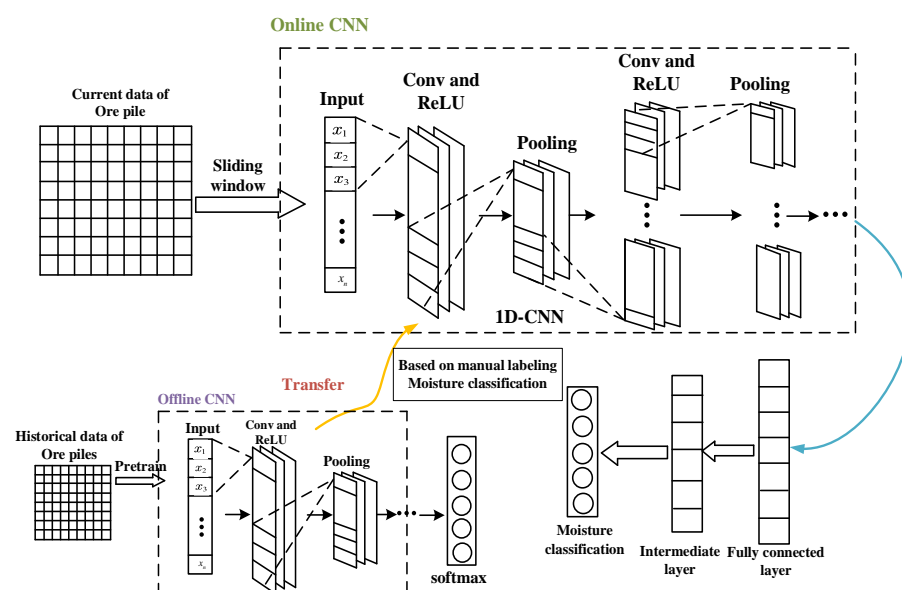 Online CNN
Current data of
Ore pile
Sliding
window
Input
x₁
x₂
x₃
xₙ
Conv and
ReLU
Pooling
Conv and
ReLU
Pooling
1D-CNN
Based on manual labeling
Moisture classification
Transfer
Offline CNN
Historical data of
Ore piles
Pretrain
Input
x₁
x₂
x₃
xₙ
Conv and
ReLU
Pooling
softmax
Moisture
classification
Intermediate
layer
Fully connected
layer